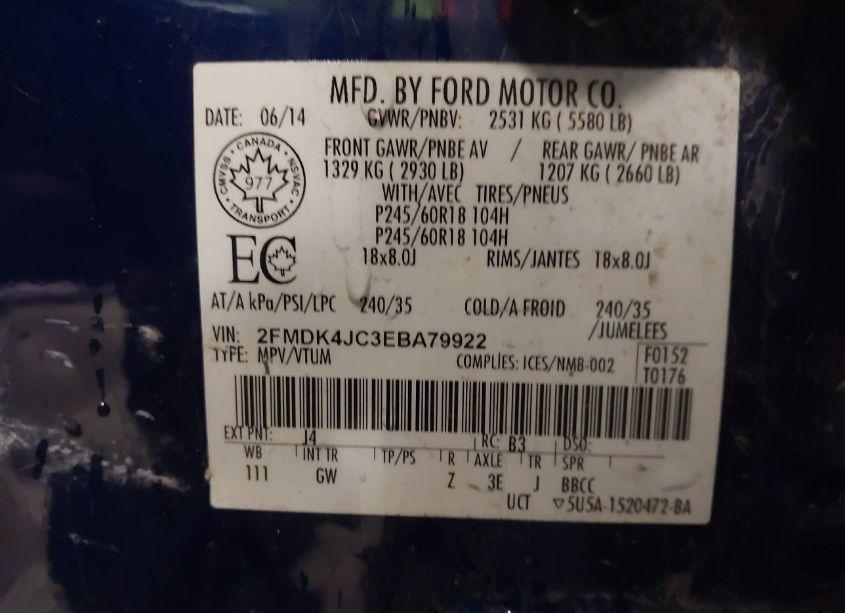 MFD. BY FORD MOTOR CO.
DATE: 06/14 GVWR/PNBV: 2531 KG ( 5580 LB)
FRONT GAWR/PNBE AV / REAR GAWR/ PNBE AR
1329 KG ( 2930 LB) 1207 KG ( 2660 LB)
WITH/AVEC TIRES/PNEUS
P245/60R18 104H
P245/60R18 104H
18x8.0J RIMS/JANTES 18x8.0J
CANADA
CMVSS NSVAC
977
TRANSPORT
EC
AT/A kPa/PSI/LPC 240/35 COLD/A FROID 240/35
/JUMELEES
VIN: 2FMDK4JC3EBA79922
TYPE: MPV/VTUM COMPLIES: ICES/NMB-002
F0152
T0176
EXT PNT: J4 RC: B3 DSO:
WB INT TR TP/PS R AXLE TR SPR
111 GW Z 3E J BBCC
UCT ▽5U5A-1520472-BA